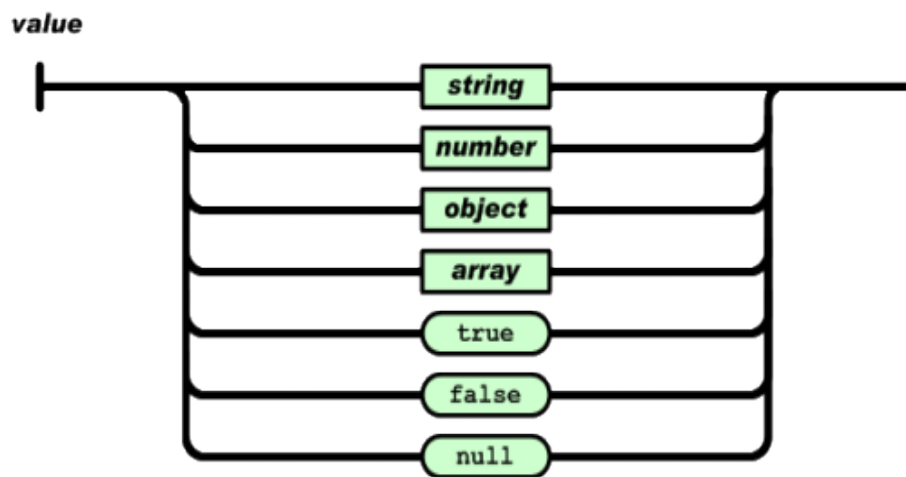 value
string
number
object
array
true
false
null